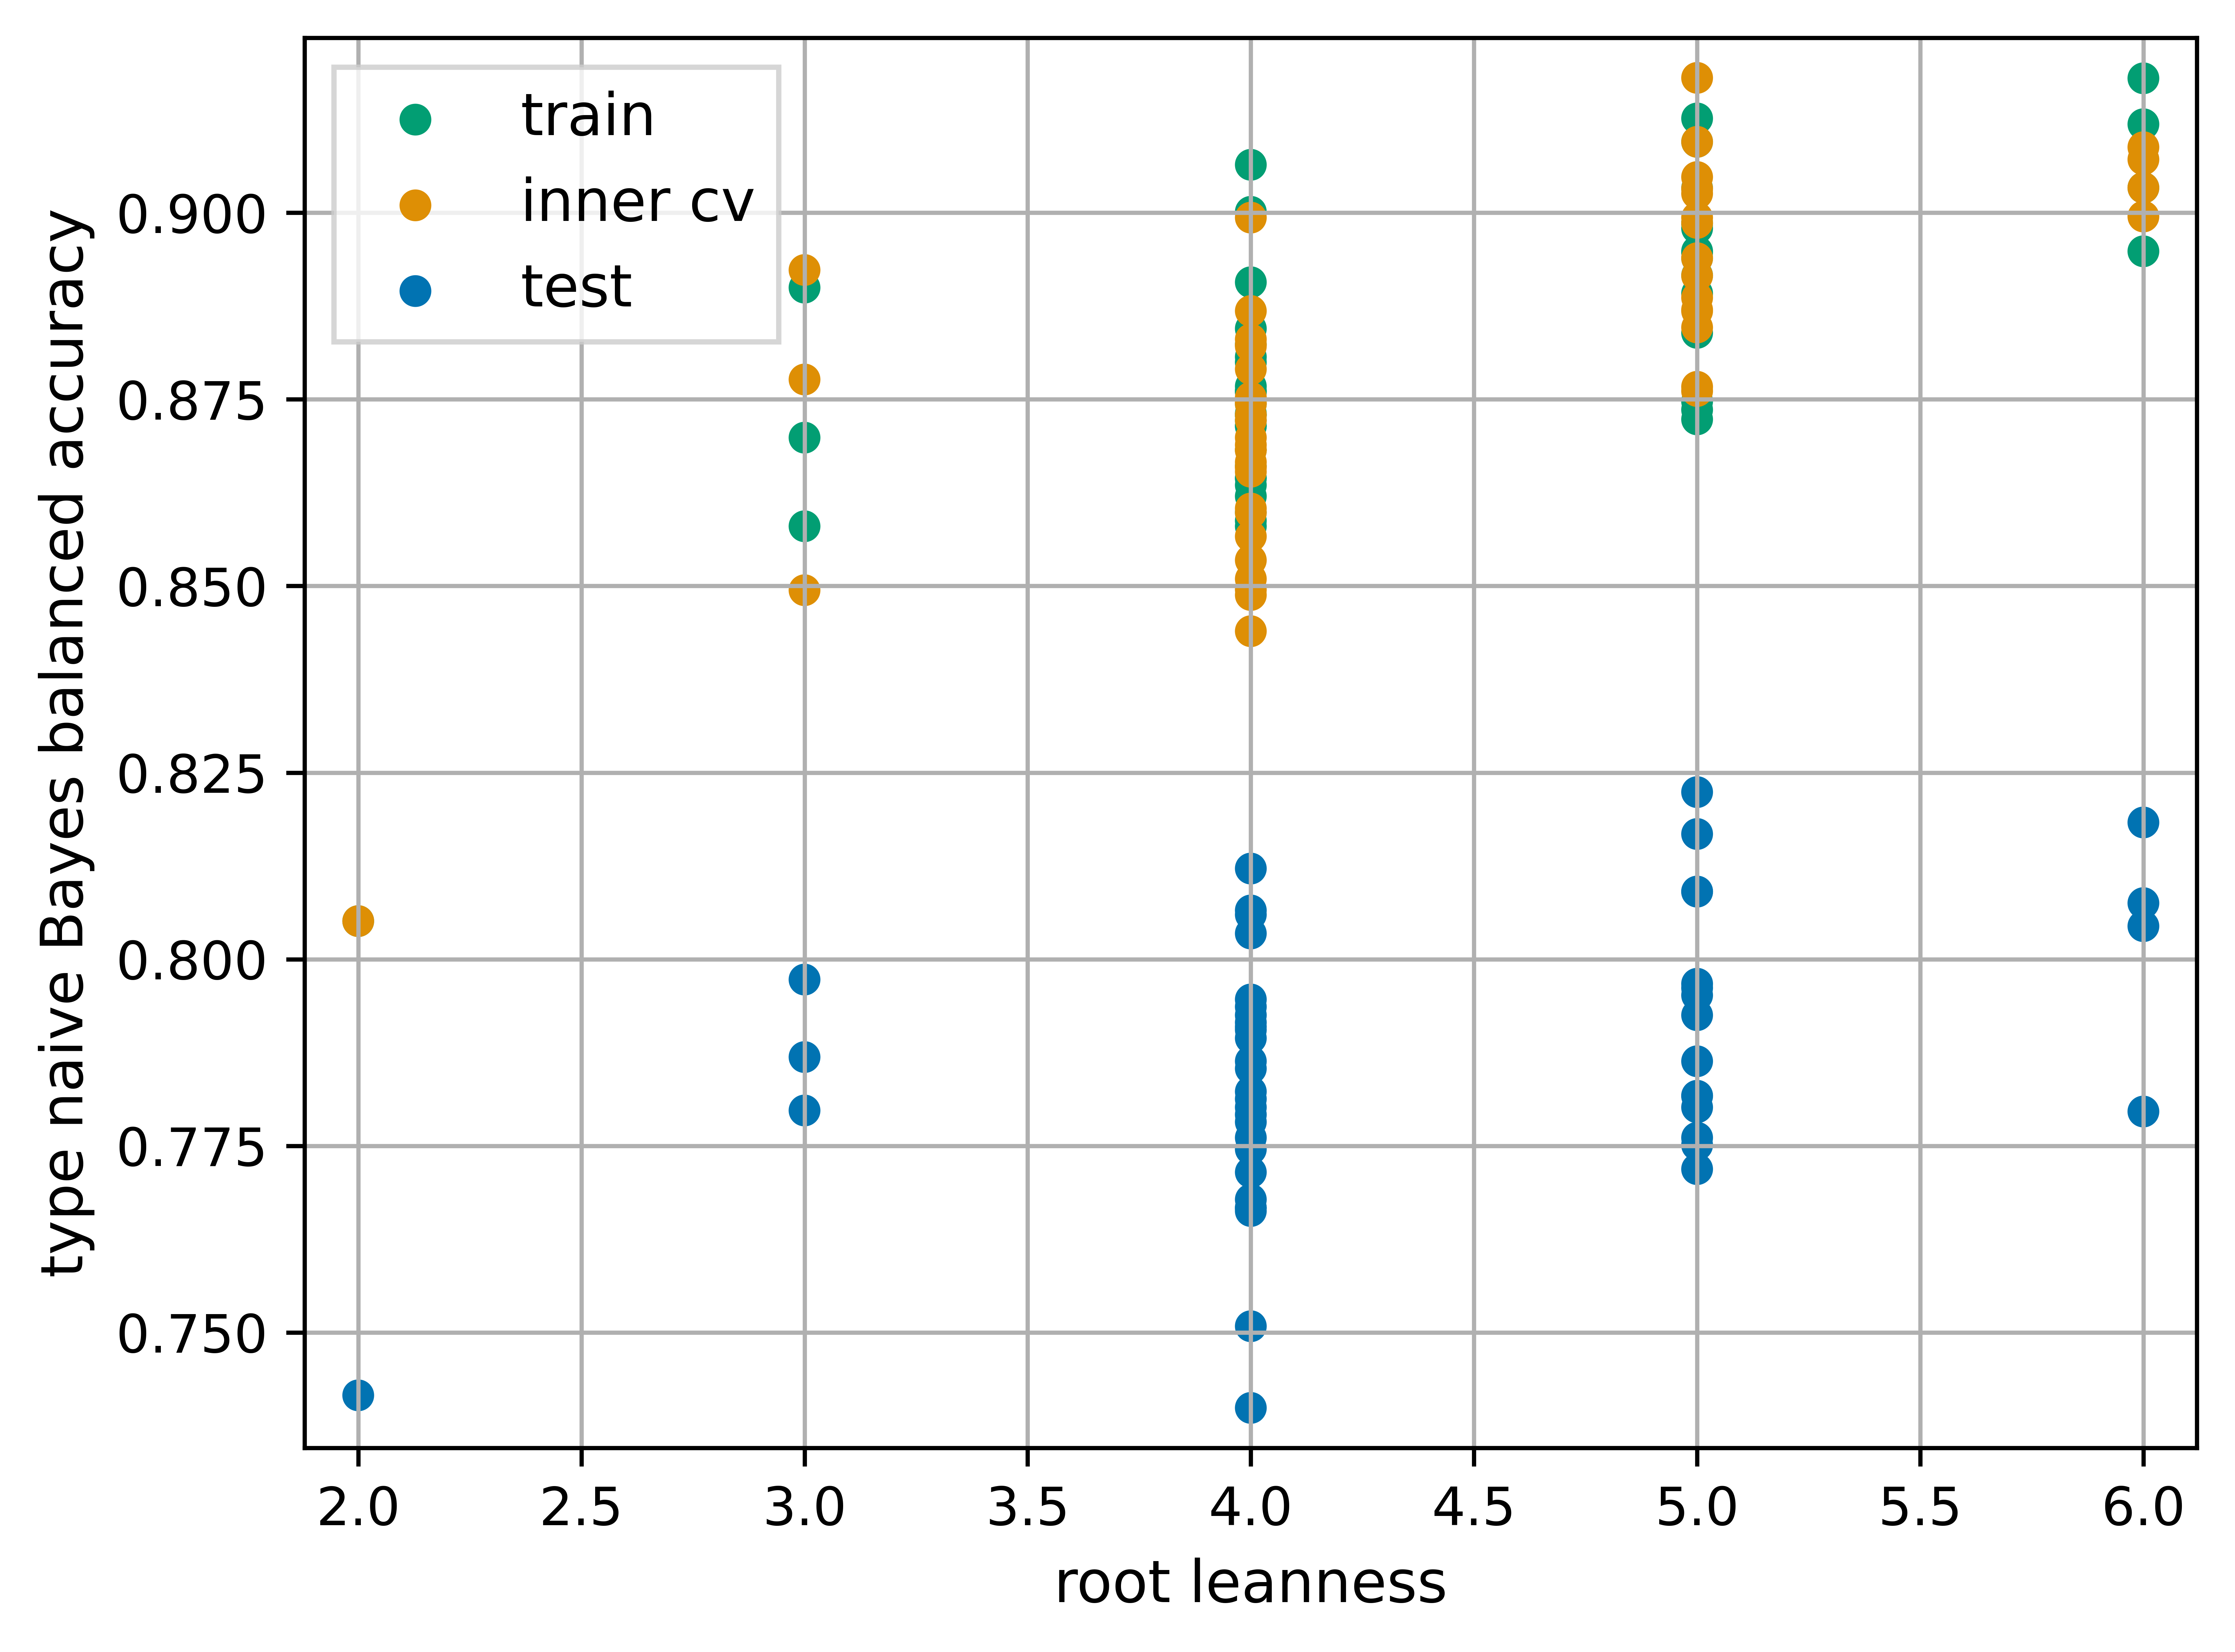 train
inner cv
test
type naive Bayes balanced accuracy
0.900
0.875
0.850
0.825
0.800
0.775
0.750
2.0 2.5 3.0 3.5 4.0 4.5 5.0 5.5 6.0
root leanness